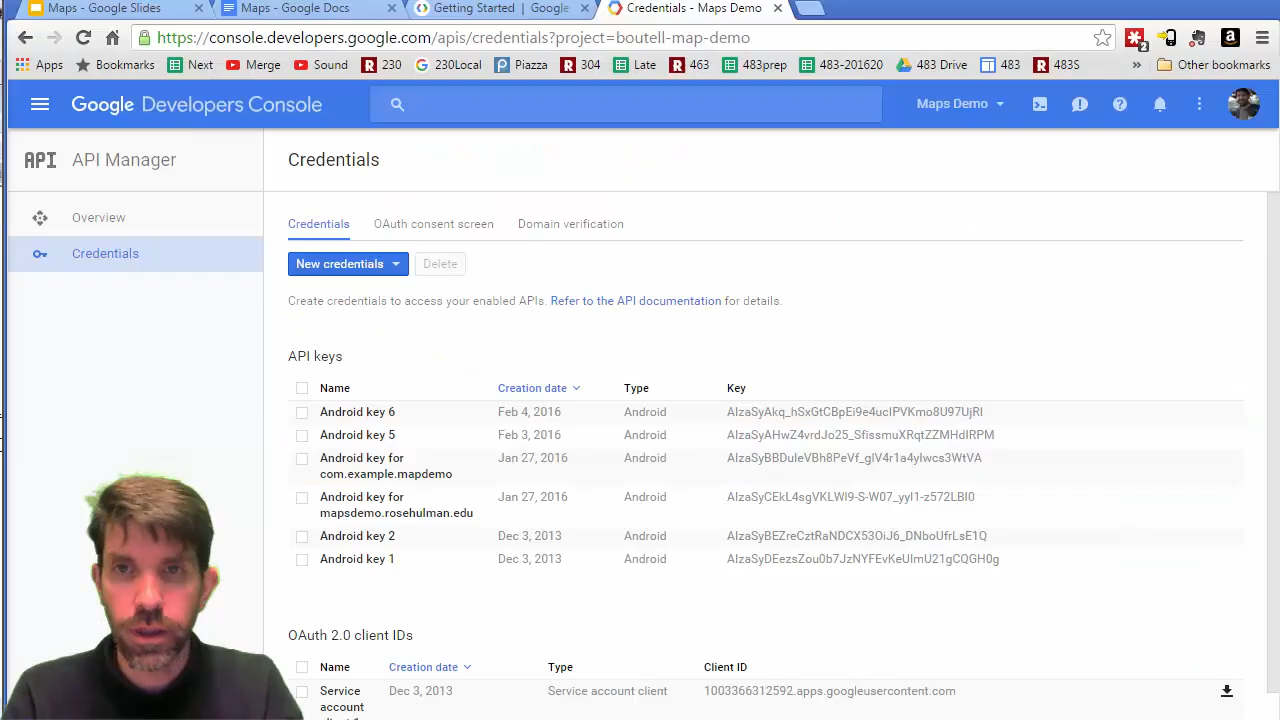 Maps - Google Slides
Maps - Google Docs
Getting Started | Google
Credentials - Maps Demo
https://console.developers.google.com/apis/credentials?project=boutell-map-demo
2
Apps Bookmarks Next Merge Sound 230 230Local Piazza 304 Late 463 483prep 483-201620 483 Drive 483 483S » Other bookmarks
Google Developers Console
Maps Demo
API API Manager
Credentials
Overview
Credentials
Credentials OAuth consent screen Domain verification
New credentials Delete
Create credentials to access your enabled APIs. Refer to the API documentation for details.
API keys
Name Creation date Type Key
Android key 6 Feb 4, 2016 Android AIzaSyAkq_hSxGtCBpEi9e4ucIPVKmo8U97UjRI
Android key 5 Feb 3, 2016 Android AIzaSyAHwZ4vrdJo25_SfissmuXRqtZZMHdIRPM
Android key for Jan 27, 2016 Android AIzaSyBBDuleVBh8PeVf_glV4r1a4yIwcs3WtVA
com.example.mapdemo
Android key for Jan 27, 2016 Android AIzaSyCEkL4sgVKLWI9-S-W07_yyI1-z572LBI0
mapsdemo.rosehulman.edu
Android key 2 Dec 3, 2013 Android AIzaSyBEZreCztRaNDCX53OiJ6_DNboUfrLsE1Q
Android key 1 Dec 3, 2013 Android AIzaSyDEezsZou0b7JzNYFEvKeUImU21gCQGH0g
OAuth 2.0 client IDs
Name Creation date Type Client ID
Service Dec 3, 2013 Service account client 1003366312592.apps.googleusercontent.com
account